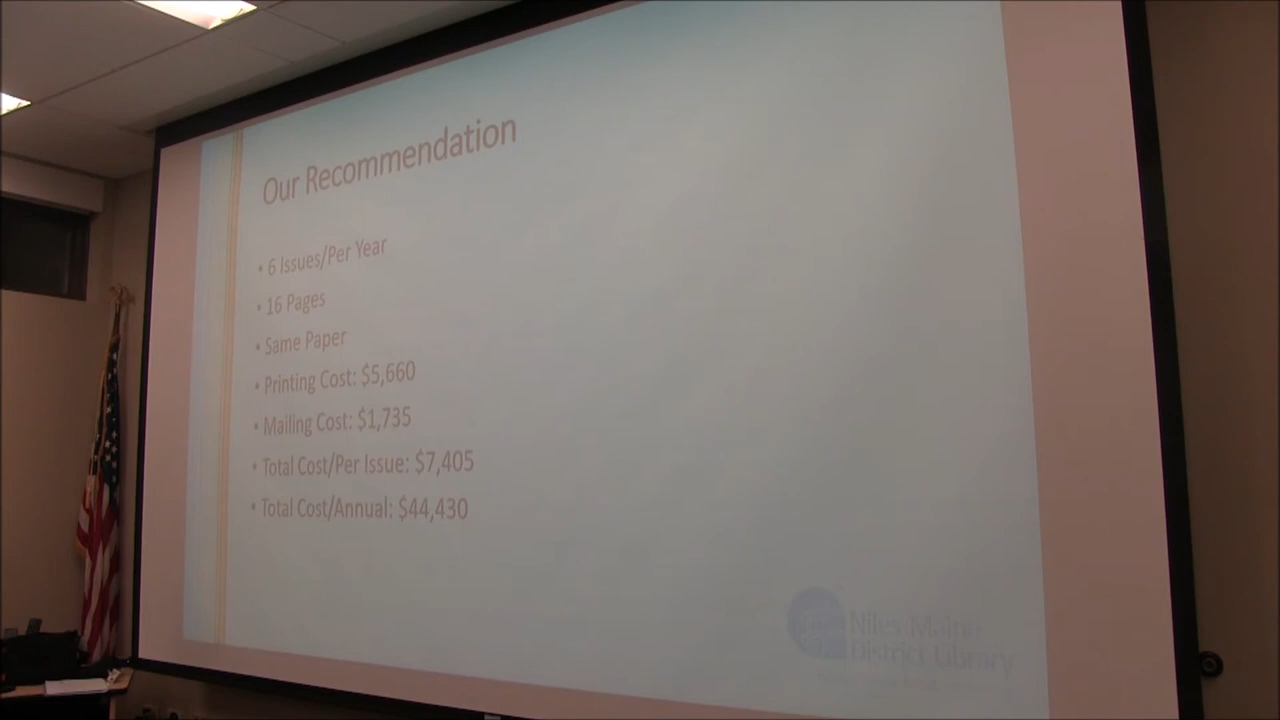 Our Recommendation
• 6 Issues/Per Year
• 16 Pages
• Same Paper
• Printing Cost: $5,660
• Mailing Cost: $1,735
• Total Cost/Per Issue: $7,405
• Total Cost/Annual: $44,430
Niles-Maine
District Library